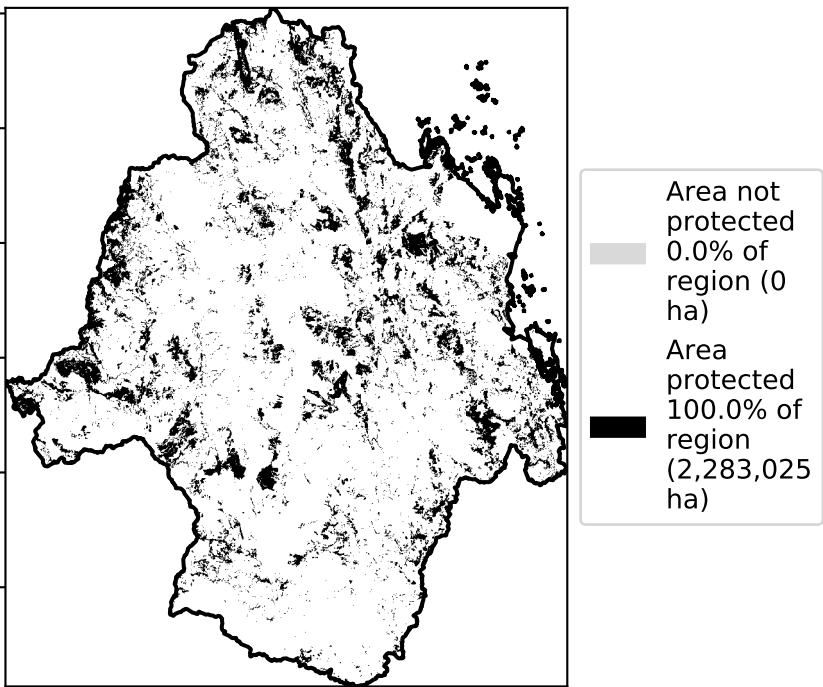 Area not
protected
0.0% of
region (0
ha)
Area
protected
100.0% of
region
(2,283,025
ha)